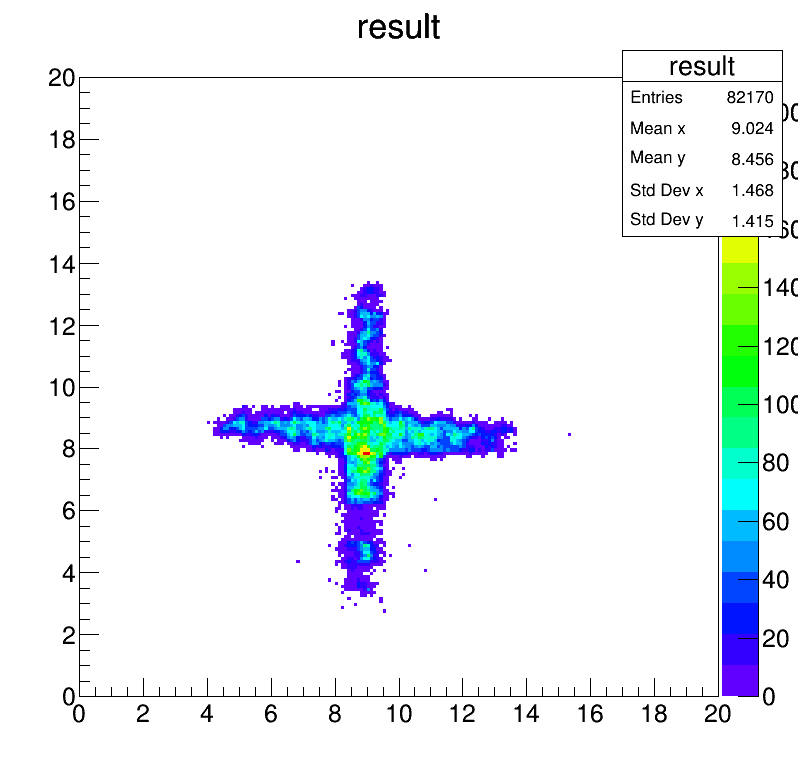 result
result
Entries 82170
Mean x 9.024
Mean y 8.456
Std Dev x 1.468
Std Dev y 1.415
20
18
16
14
12
10
8
6
4
2
0
0 2 4 6 8 10 12 14 16 18 20
140
120
100
80
60
40
20
0